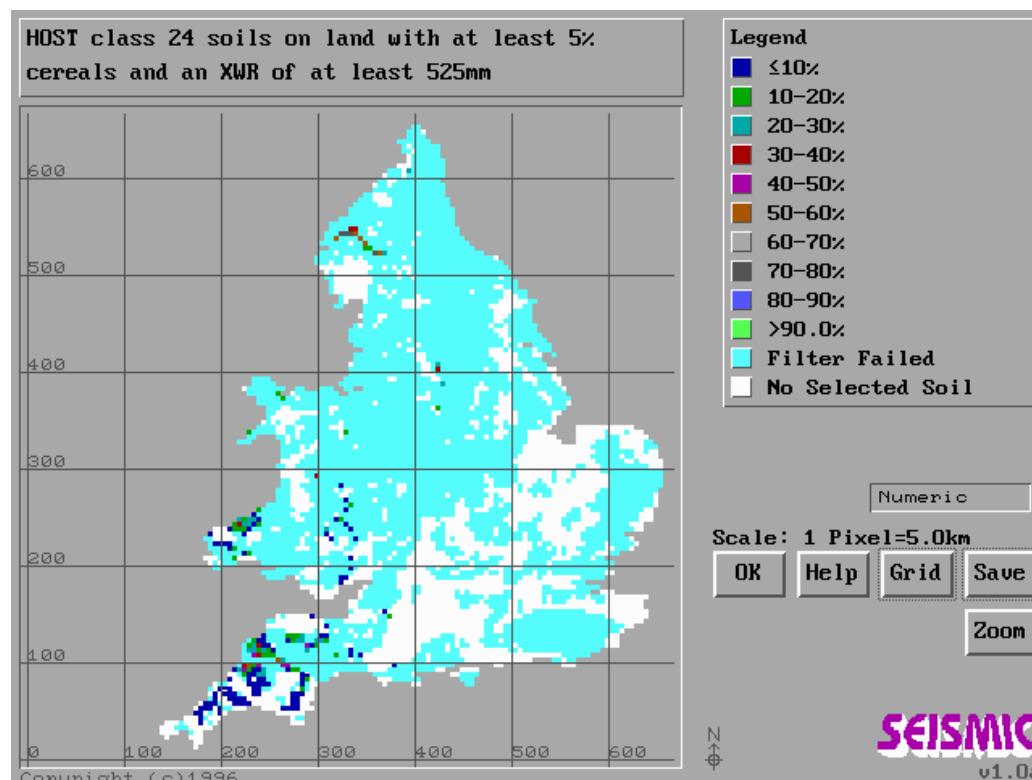 HOST class 24 soils on land with at least 5%
cereals and an XWR of at least 525mm
Legend
≤10%
10-20%
20-30%
30-40%
40-50%
50-60%
60-70%
70-80%
80-90%
>90.0%
Filter Failed
No Selected Soil
600
500
400
300
200
100
0 100 200 300 400 500 600
Numeric
Scale: 1 Pixel=5.0km
OK Help Grid Save
Zoom
N
SEISMIC
v1.0
Copyright (c)1996